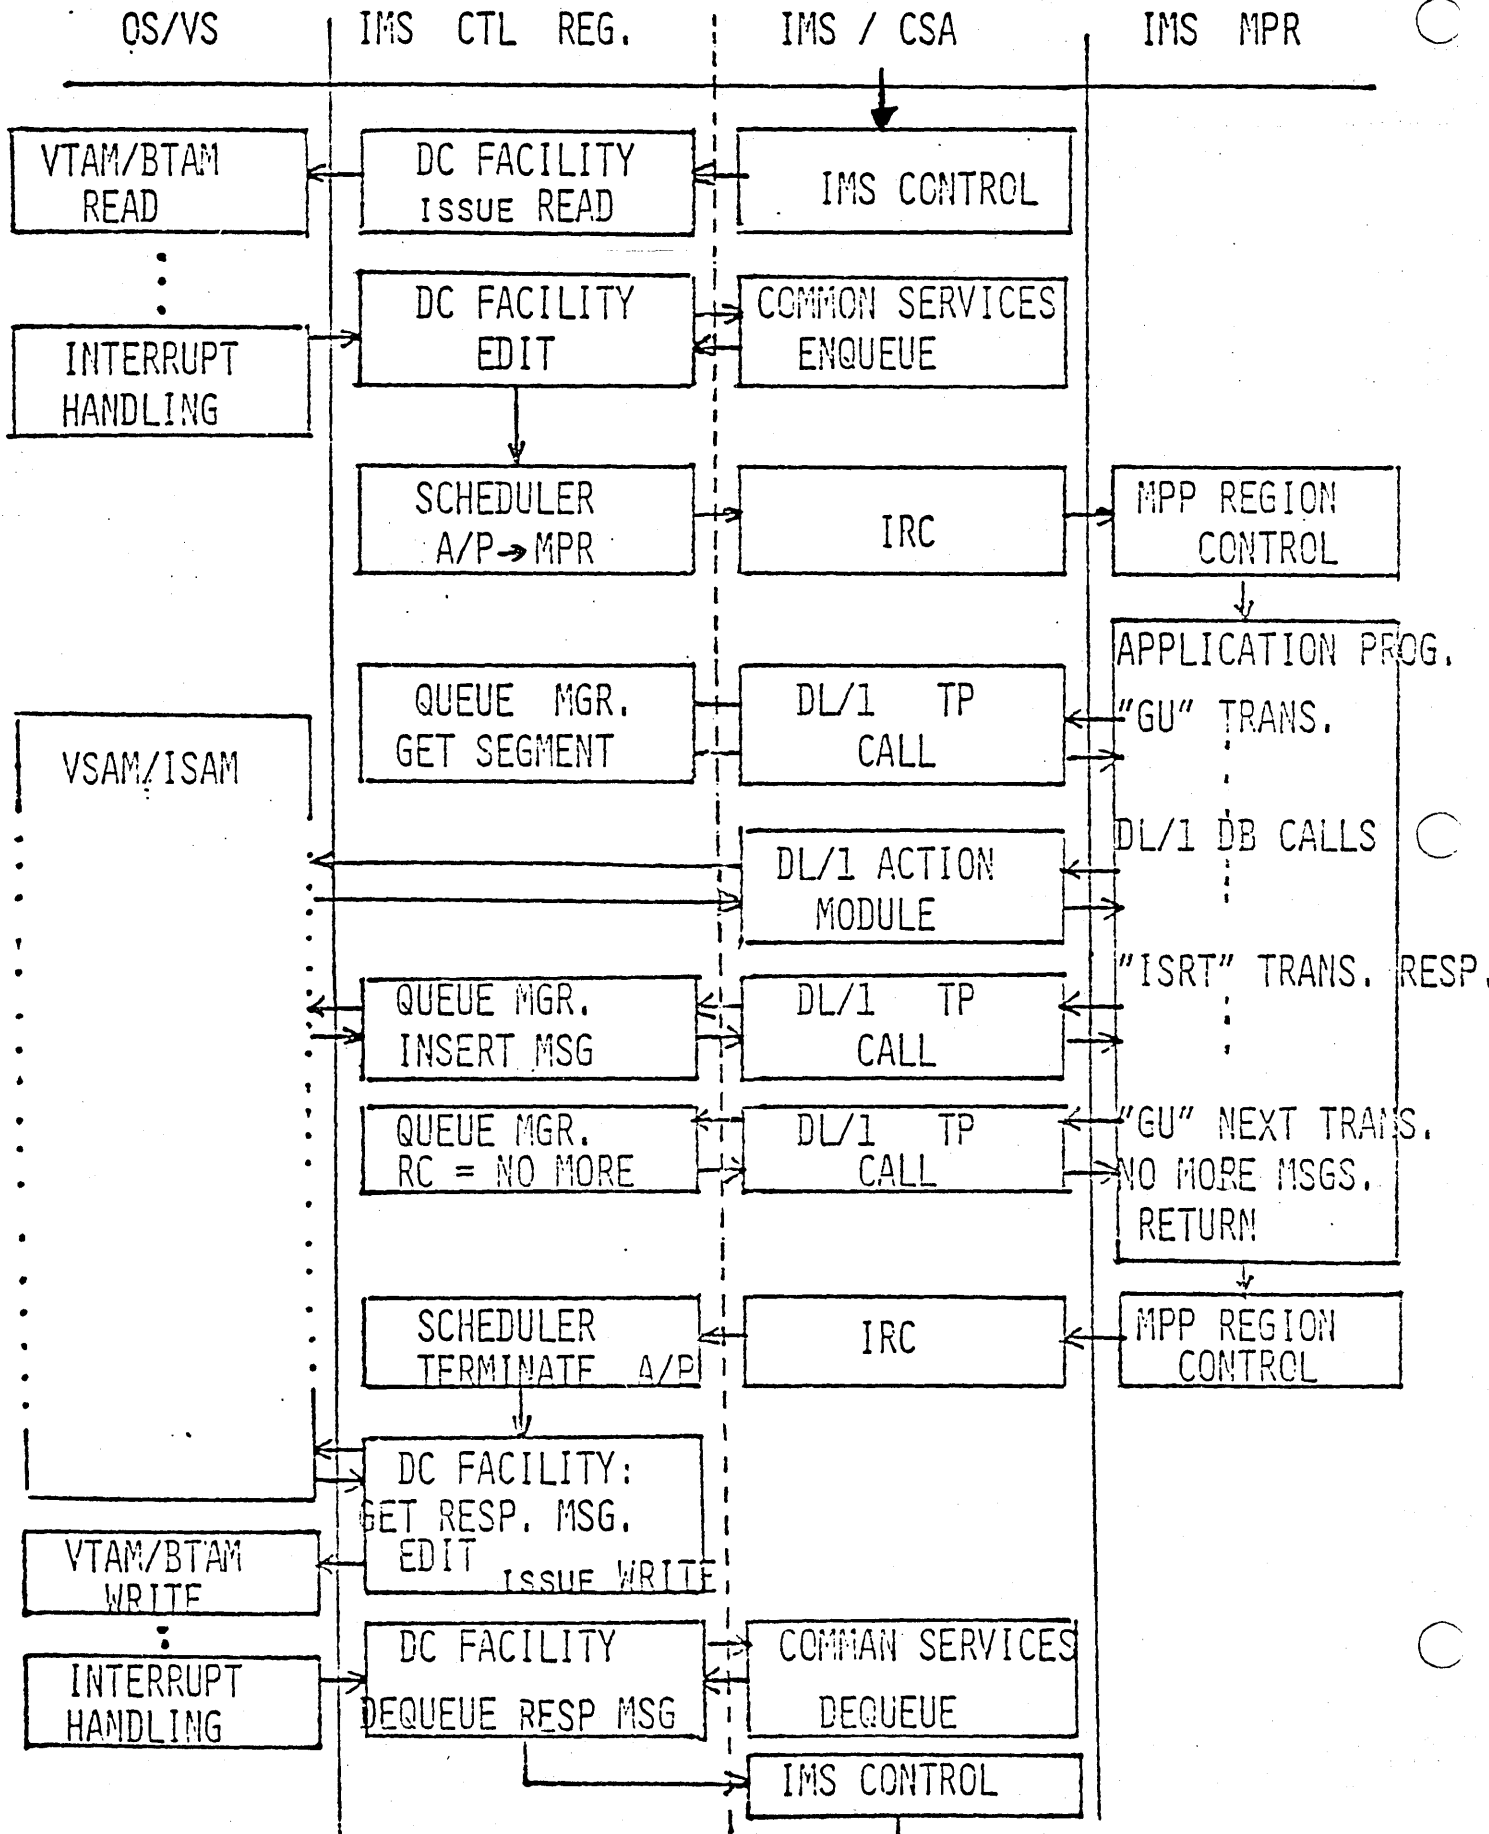 OS/VS
IMS CTL REG.
IMS / CSA
IMS MPR
VTAM/BTAM
READ
DC FACILITY
ISSUE READ
IMS CONTROL
INTERRUPT
HANDLING
DC FACILITY
EDIT
COMMON SERVICES
ENQUEUE
SCHEDULER
A/P → MPR
IRC
MPP REGION
CONTROL
APPLICATION PROG.
QUEUE MGR.
GET SEGMENT
DL/1 TP
CALL
"GU" TRANS.
VSAM/ISAM
DL/1 ACTION
MODULE
DL/1 DB CALLS
QUEUE MGR.
INSERT MSG
DL/1 TP
CALL
"ISRT" TRANS. RESP.
QUEUE MGR.
RC = NO MORE
DL/1 TP
CALL
"GU" NEXT TRANS.
NO MORE MSGS.
RETURN
SCHEDULER
TERMINATE A/P
IRC
MPP REGION
CONTROL
DC FACILITY:
GET RESP. MSG.
EDIT
ISSUE WRITE
VTAM/BTAM
WRITE
INTERRUPT
HANDLING
DC FACILITY
DEQUEUE RESP MSG
COMMAN SERVICES
DEQUEUE
IMS CONTROL